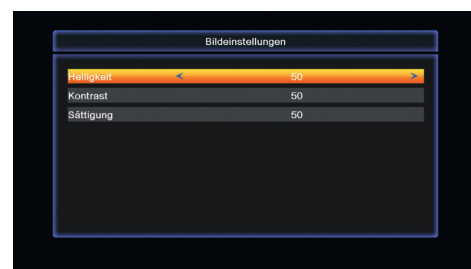 Bildeinstellungen
Helligkeit < 50 >
Kontrast 50
Sättigung 50